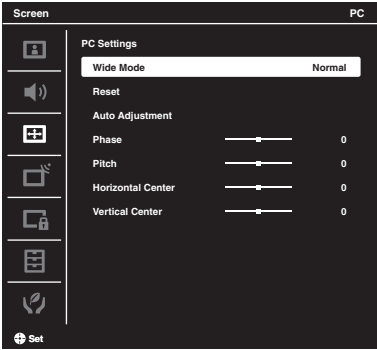 Screen PC
PC Settings
Wide Mode Normal
Reset
Auto Adjustment
Phase 0
Pitch 0
Horizontal Center 0
Vertical Center 0
Set